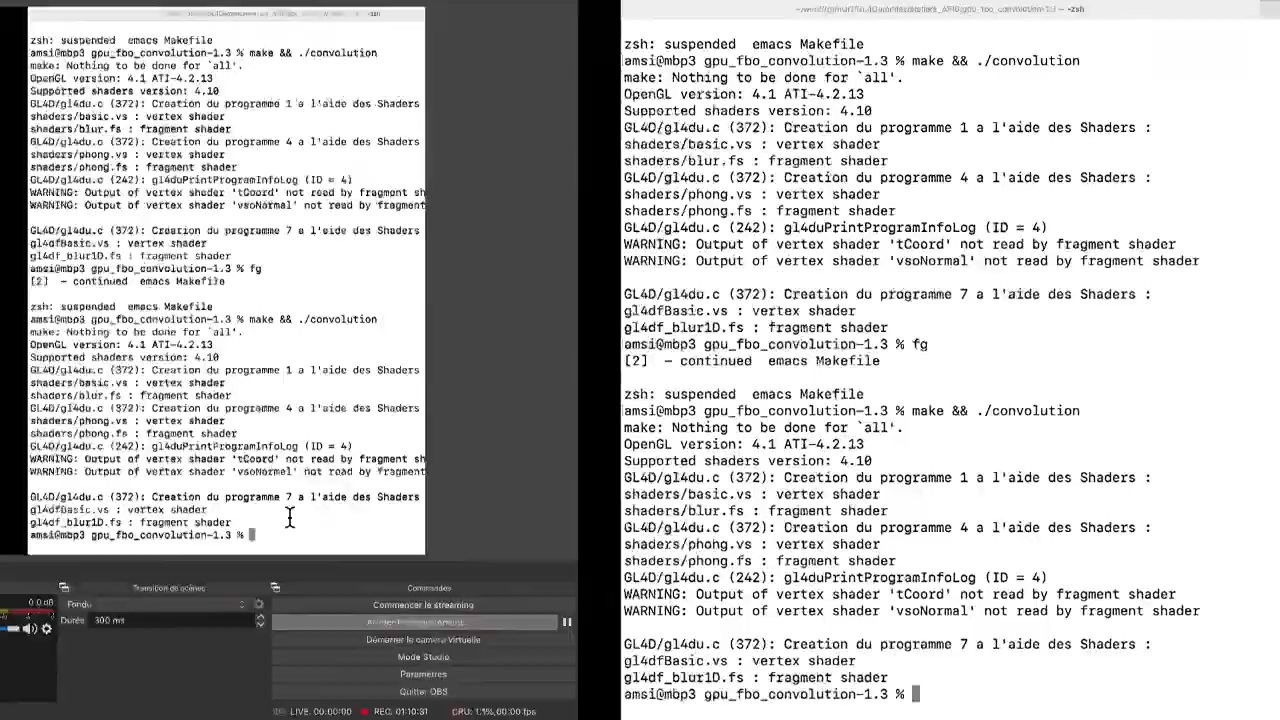 -zsh
zsh: suspended  emacs Makefile
amsi@mbp3 gpu_fbo_convolution-1.3 % make && ./convolution
make: Nothing to be done for `all'.
OpenGL version: 4.1 ATI-4.2.13
Supported shaders version: 4.10
GL4D/gl4du.c (372): Creation du programme 1 a l'aide des Shaders
shaders/basic.vs : vertex shader
shaders/blur.fs : fragment shader
GL4D/gl4du.c (372): Creation du programme 4 a l'aide des Shaders
shaders/phong.vs : vertex shader
shaders/phong.fs : fragment shader
GL4D/gl4du.c (242): gl4duPrintProgramInfoLog (ID = 4)
WARNING: Output of vertex shader 'tCoord' not read by fragment sh
WARNING: Output of vertex shader 'vsoNormal' not read by fragment
GL4D/gl4du.c (372): Creation du programme 7 a l'aide des Shaders
gl4dfBasic.vs : vertex shader
gl4df_blur1D.fs : fragment shader
amsi@mbp3 gpu_fbo_convolution-1.3 % fg
[2]  - continued  emacs Makefile
zsh: suspended  emacs Makefile
amsi@mbp3 gpu_fbo_convolution-1.3 % make && ./convolution
make: Nothing to be done for `all'.
OpenGL version: 4.1 ATI-4.2.13
Supported shaders version: 4.10
GL4D/gl4du.c (372): Creation du programme 1 a l'aide des Shaders
shaders/basic.vs : vertex shader
shaders/blur.fs : fragment shader
GL4D/gl4du.c (372): Creation du programme 4 a l'aide des Shaders
shaders/phong.vs : vertex shader
shaders/phong.fs : fragment shader
GL4D/gl4du.c (242): gl4duPrintProgramInfoLog (ID = 4)
WARNING: Output of vertex shader 'tCoord' not read by fragment sh
WARNING: Output of vertex shader 'vsoNormal' not read by fragment
GL4D/gl4du.c (372): Creation du programme 7 a l'aide des Shaders
gl4dfBasic.vs : vertex shader
gl4df_blur1D.fs : fragment shader
amsi@mbp3 gpu_fbo_convolution-1.3 %
0.0 dB
Transition de scènes
Fondu
Durée 300 ms
Commandes
Commencer le streaming
Démarrer la caméra virtuelle
Mode Studio
Paramètres
Quitter OBS
LIVE: 00:00:00 REC: 01:10:31 CPU: 1.1%, 60.00 fps
-zsh
zsh: suspended  emacs Makefile
amsi@mbp3 gpu_fbo_convolution-1.3 % make && ./convolution
make: Nothing to be done for `all'.
OpenGL version: 4.1 ATI-4.2.13
Supported shaders version: 4.10
GL4D/gl4du.c (372): Creation du programme 1 a l'aide des Shaders :
shaders/basic.vs : vertex shader
shaders/blur.fs : fragment shader
GL4D/gl4du.c (372): Creation du programme 4 a l'aide des Shaders :
shaders/phong.vs : vertex shader
shaders/phong.fs : fragment shader
GL4D/gl4du.c (242): gl4duPrintProgramInfoLog (ID = 4)
WARNING: Output of vertex shader 'tCoord' not read by fragment shader
WARNING: Output of vertex shader 'vsoNormal' not read by fragment shader
GL4D/gl4du.c (372): Creation du programme 7 a l'aide des Shaders :
gl4dfBasic.vs : vertex shader
gl4df_blur1D.fs : fragment shader
amsi@mbp3 gpu_fbo_convolution-1.3 % fg
[2]  - continued  emacs Makefile
zsh: suspended  emacs Makefile
amsi@mbp3 gpu_fbo_convolution-1.3 % make && ./convolution
make: Nothing to be done for `all'.
OpenGL version: 4.1 ATI-4.2.13
Supported shaders version: 4.10
GL4D/gl4du.c (372): Creation du programme 1 a l'aide des Shaders :
shaders/basic.vs : vertex shader
shaders/blur.fs : fragment shader
GL4D/gl4du.c (372): Creation du programme 4 a l'aide des Shaders :
shaders/phong.vs : vertex shader
shaders/phong.fs : fragment shader
GL4D/gl4du.c (242): gl4duPrintProgramInfoLog (ID = 4)
WARNING: Output of vertex shader 'tCoord' not read by fragment shader
WARNING: Output of vertex shader 'vsoNormal' not read by fragment shader
GL4D/gl4du.c (372): Creation du programme 7 a l'aide des Shaders :
gl4dfBasic.vs : vertex shader
gl4df_blur1D.fs : fragment shader
amsi@mbp3 gpu_fbo_convolution-1.3 %